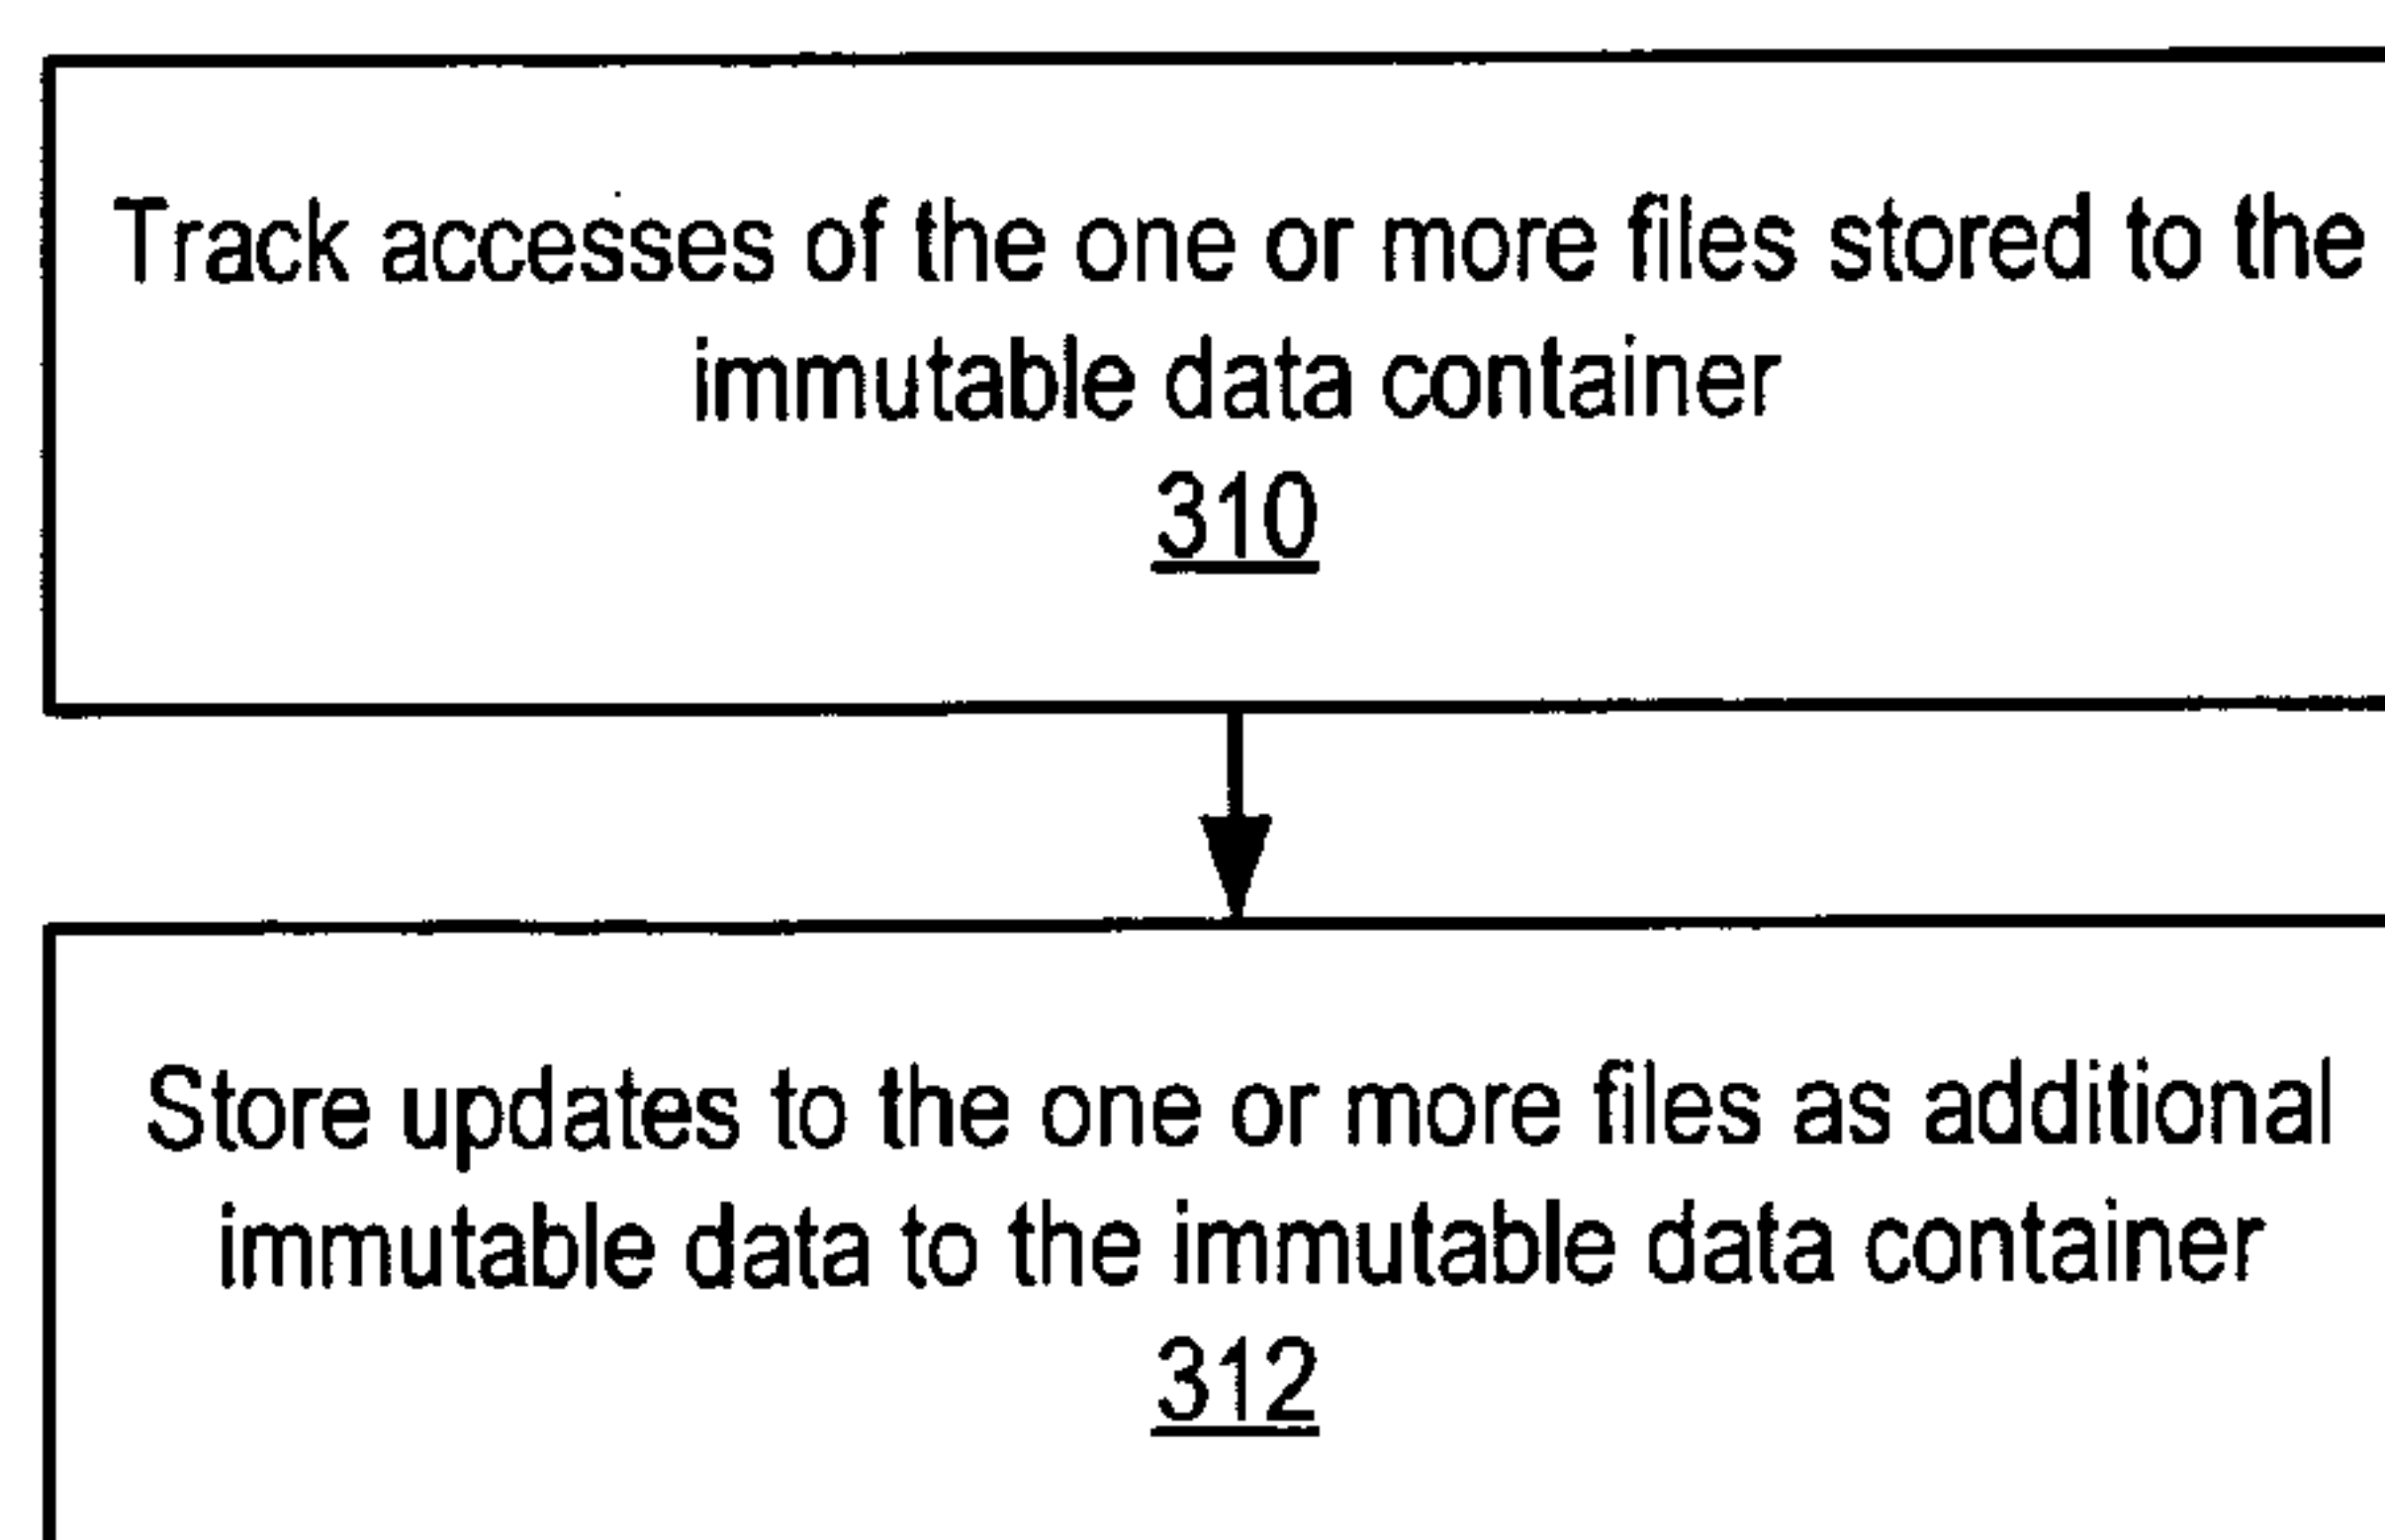 Track accesses of the one or more files stored to the
immutable data container
310
Store updates to the one or more files as additional
immutable data to the immutable data container
312